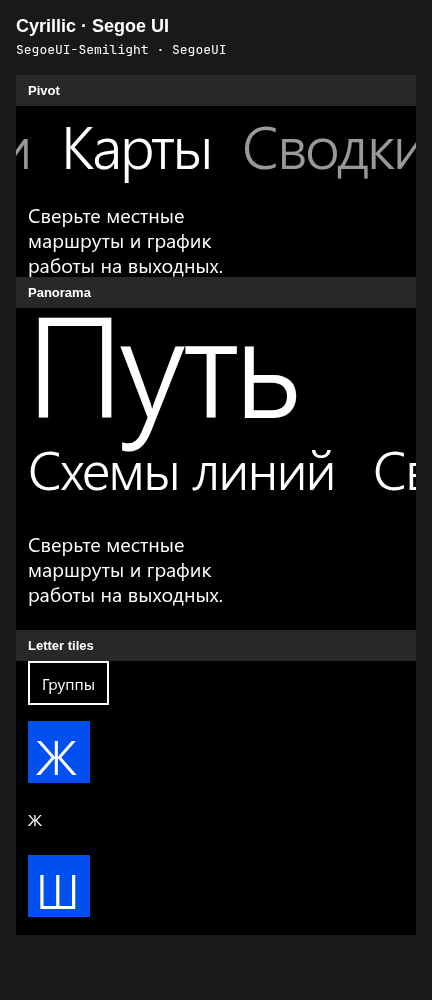 Cyrillic · Segoe UI
SegoeUI-Semilight · SegoeUI
Pivot
и Карты Сводки
Сверьте местные
маршруты и график
работы на выходных.
Panorama
Путь
Схемы линий Св
Сверьте местные
маршруты и график
работы на выходных.
Letter tiles
Группы
Ж
Ж
Ш